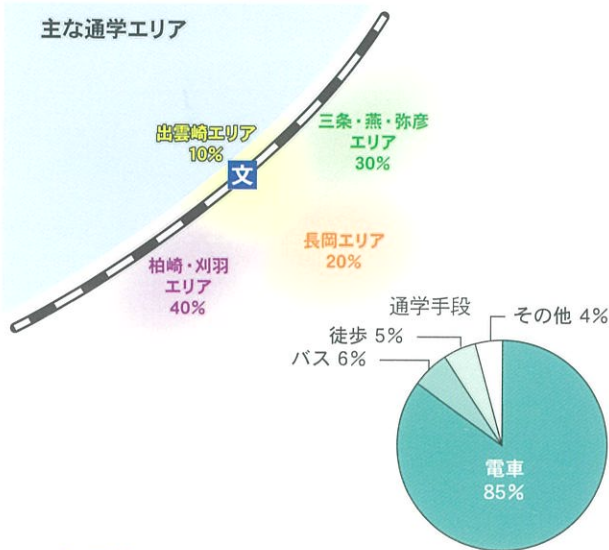 主な通学エリア
出雲崎エリア
10%
文
三条・燕・弥彦
エリア
30%
長岡エリア
20%
柏崎・刈羽
エリア
40%
通学手段
その他 4%
徒歩 5%
バス 6%
電車
85%